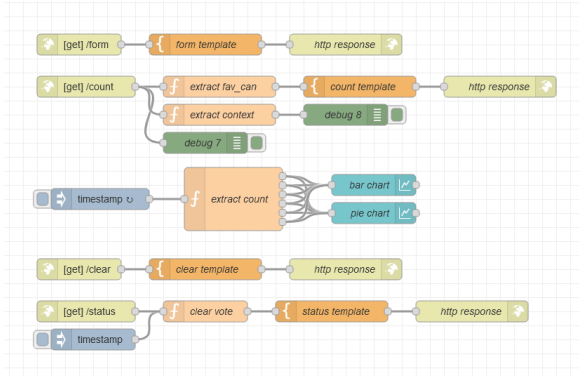 [get] /form form template http response
[get] /count extract fav_can count template http response
extract context debug 8
debug 7
timestamp ↻ extract count bar chart
pie chart
[get] /clear clear template http response
[get] /status clear vote status template http response
timestamp